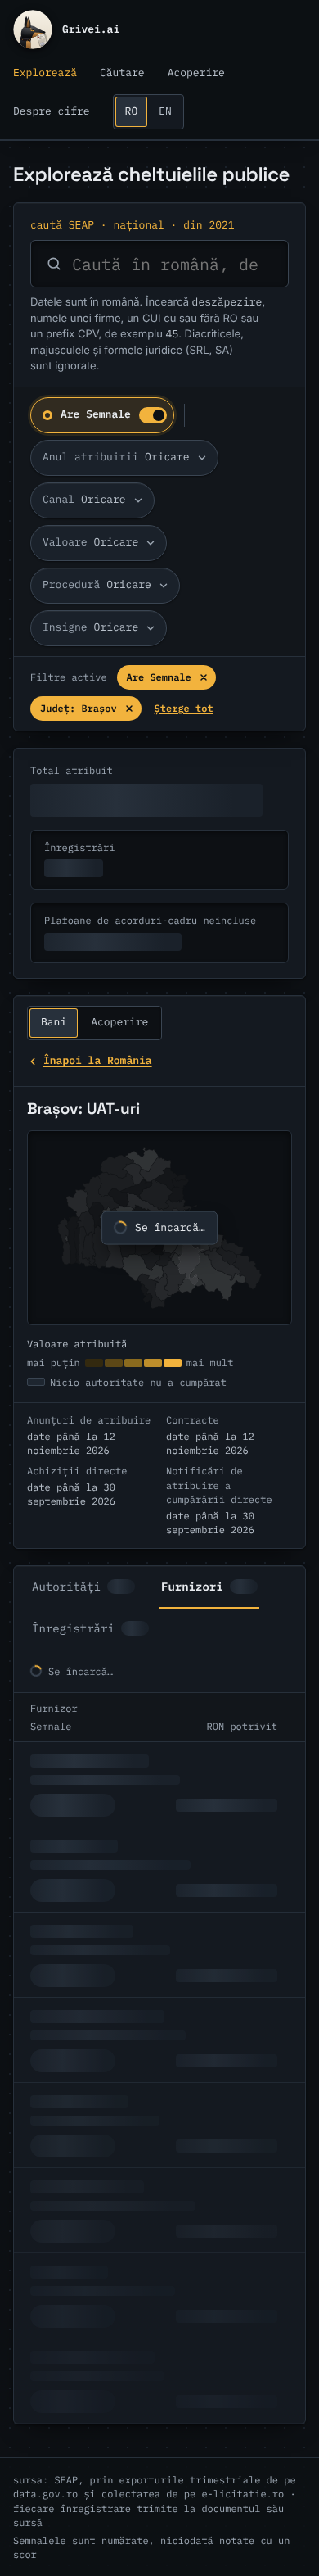 Grivei.ai
Explorează Căutare Acoperire
Despre cifre RO EN
Explorează cheltuielile publice
caută SEAP · național · din 2021
Caută în română, de
Datele sunt în română. Încearcă deszăpezire,
numele unei firme, un CUI cu sau fără RO sau
un prefix CPV, de exemplu 45. Diacriticele,
majusculele și formele juridice (SRL, SA)
sunt ignorate.
Are Semnale
Anul atribuirii Oricare
Canal Oricare
Valoare Oricare
Procedură Oricare
Insigne Oricare
Filtre active Are Semnale ×
Județ: Brașov × Șterge tot
Total atribuit
Înregistrări
Plafoane de acorduri-cadru neincluse
Bani Acoperire
‹ Înapoi la România
Brașov: UAT-uri
Se încarcă…
Valoare atribuită
mai puțin mai mult
Nicio autoritate nu a cumpărat
Anunțuri de atribuire
date până la 12
noiembrie 2026
Contracte
date până la 12
noiembrie 2026
Achiziții directe
date până la 30
septembrie 2026
Notificări de
atribuire a
cumpărării directe
date până la 30
septembrie 2026
Autorități Furnizori
Înregistrări
Se încarcă…
Furnizor
Semnale RON potrivit
sursa: SEAP, prin exporturile trimestriale de pe
data.gov.ro și colectarea de pe e-licitatie.ro ·
fiecare înregistrare trimite la documentul său
sursă
Semnalele sunt numărate, niciodată notate cu un
scor